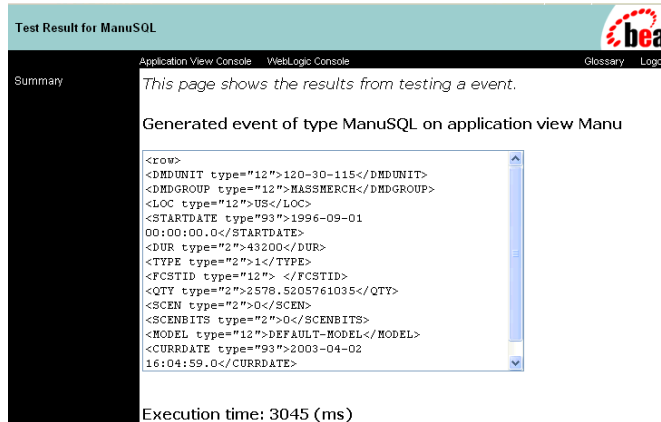 Test Result for ManuSQL
bea
Application View Console WebLogic Console Glossary Logo
Summary
This page shows the results from testing a event.
Generated event of type ManuSQL on application view Manu
<row>
<DMDUNIT type="12">120-30-115</DMDUNIT>
<DMDGROUP type="12">MASSMERCH</DMDGROUP>
<LOC type="12">US</LOC>
<STARTDATE type"93">1996-09-01
00:00:00.0</STARTDATE>
<DUR type="2">43200</DUR>
<TYPE type="2">1</TYPE>
<FCSTID type="12"> </FCSTID>
<QTY type="2">2578.5205761035</QTY>
<SCEN type="2">0</SCEN>
<SCENBITS type="2">0</SCENBITS>
<MODEL type="12">DEFAULT-MODEL</MODEL>
<CURRDATE type="93">2003-04-02
16:04:59.0</CURRDATE>
Execution time: 3045 (ms)